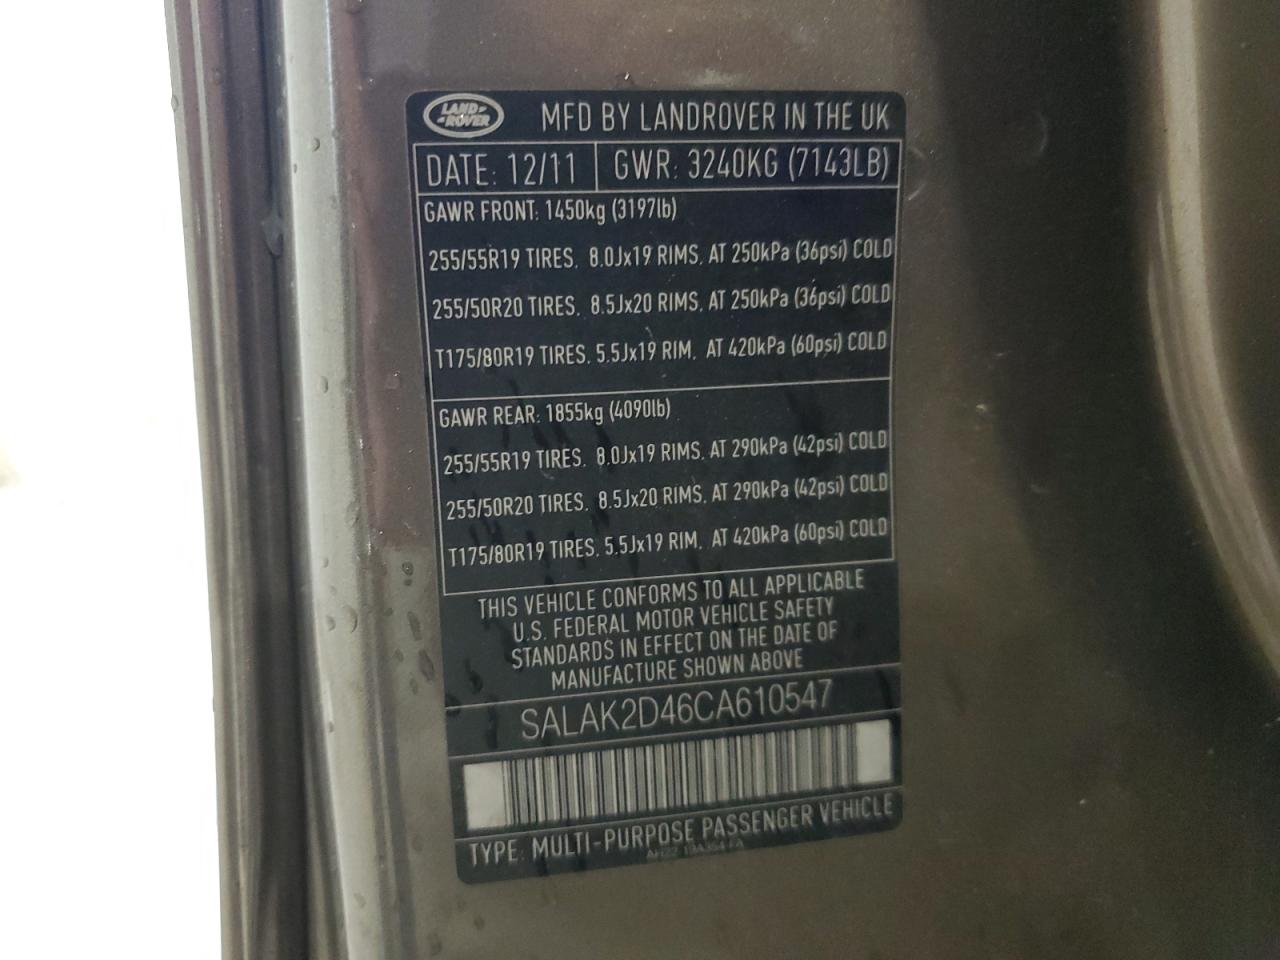 LAND ROVER
MFD BY LANDROVER IN THE UK
DATE: 12/11 GWR: 3240KG (7143LB)
GAWR FRONT: 1450kg (3197lb)
255/55R19 TIRES, 8.0Jx19 RIMS, AT 250kPa (36psi) COLD
255/50R20 TIRES, 8.5Jx20 RIMS, AT 250kPa (36psi) COLD
T175/80R19 TIRES, 5.5Jx19 RIM, AT 420kPa (60psi) COLD
GAWR REAR: 1855kg (4090lb)
255/55R19 TIRES, 8.0Jx19 RIMS, AT 290kPa (42psi) COLD
255/50R20 TIRES, 8.5Jx20 RIMS, AT 290kPa (42psi) COLD
T175/80R19 TIRES, 5.5Jx19 RIM, AT 420kPa (60psi) COLD
THIS VEHICLE CONFORMS TO ALL APPLICABLE
U.S. FEDERAL MOTOR VEHICLE SAFETY
STANDARDS IN EFFECT ON THE DATE OF
MANUFACTURE SHOWN ABOVE
SALAK2D46CA610547
TYPE: MULTI-PURPOSE PASSENGER VEHICLE